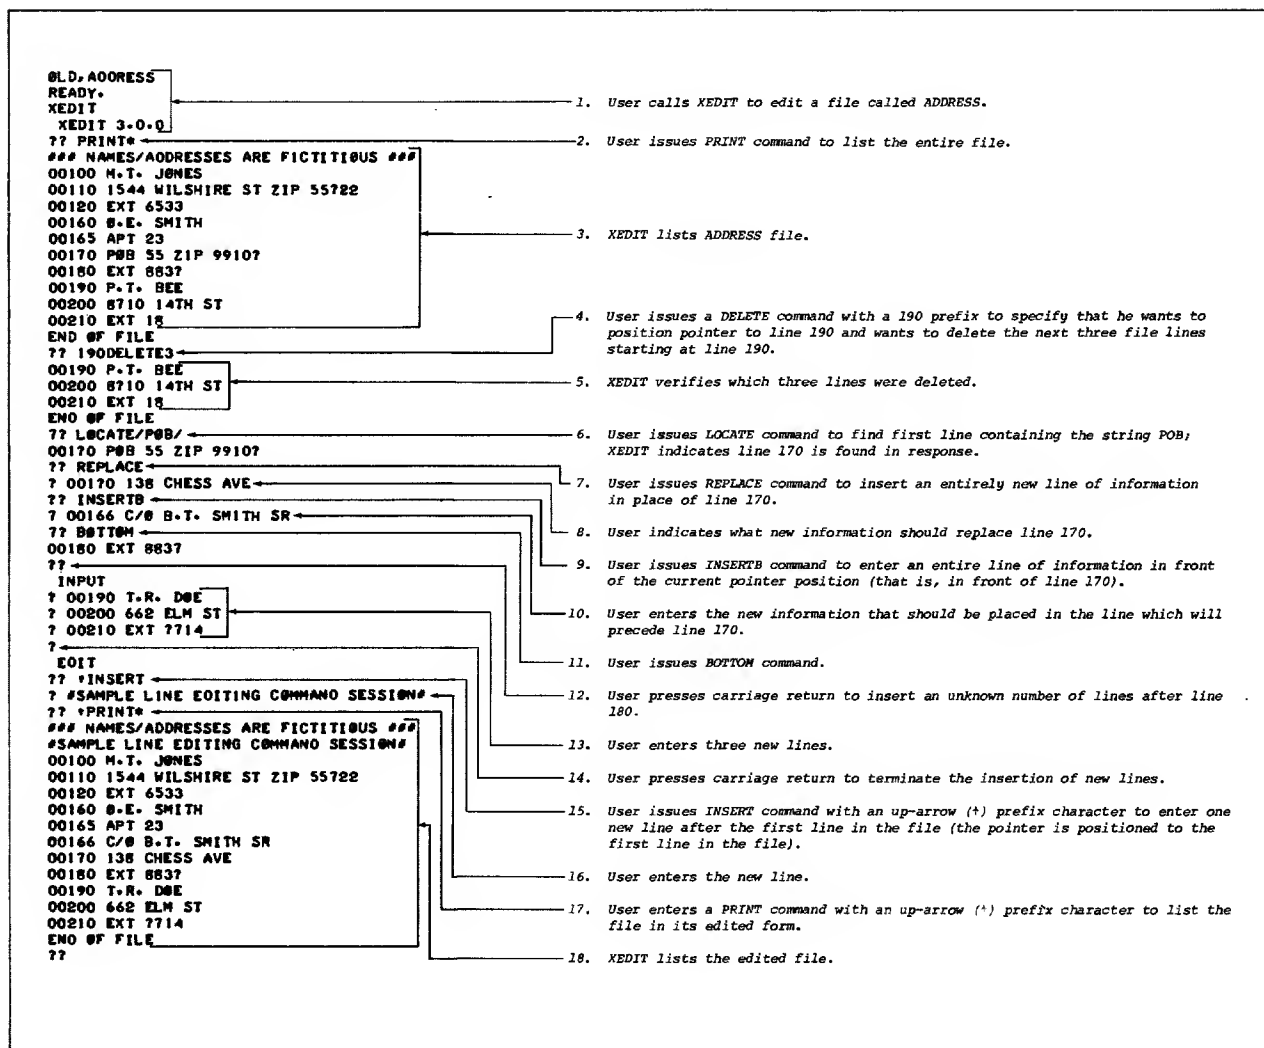 ØLD,ADDRESS
READY.
XEDIT
XEDIT 3.0.0
?? PRINT*
### NAMES/ADDRESSES ARE FICTITIØUS ###
00100 M.T. JØNES
00110 1544 WILSHIRE ST ZIP 55722
00120 EXT 6533
00160 Ø.E. SMITH
00165 APT 23
00170 PØB 55 ZIP 99107
00180 EXT 8837
00190 P.T. BEE
00200 8710 14TH ST
00210 EXT 18
END ØF FILE
?? 190DELETE3
00190 P.T. BEE
00200 8710 14TH ST
00210 EXT 18
END ØF FILE
?? LØCATE/PØB/
00170 PØB 55 ZIP 99107
?? REPLACE
? 00170 138 CHESS AVE
?? INSERTB
? 00166 C/Ø B.T. SMITH SR
?? BØTTØM
00180 EXT 8837
??
INPUT
? 00190 T.R. DØE
? 00200 662 ELM ST
? 00210 EXT 7714
?
EDIT
?? ↑INSERT
? #SAMPLE LINE EDITING CØMMAND SESSIØN#
?? ↑PRINT*
### NAMES/ADDRESSES ARE FICTITIØUS ###
#SAMPLE LINE EDITING CØMMAND SESSIØN#
00100 M.T. JØNES
00110 1544 WILSHIRE ST ZIP 55722
00120 EXT 6533
00160 Ø.E. SMITH
00165 APT 23
00166 C/Ø B.T. SMITH SR
00170 138 CHESS AVE
00180 EXT 8837
00190 T.R. DØE
00200 662 ELM ST
00210 EXT 7714
END ØF FILE
??
1. User calls XEDIT to edit a file called ADDRESS.
2. User issues PRINT command to list the entire file.
3. XEDIT lists ADDRESS file.
4. User issues a DELETE command with a 190 prefix to specify that he wants to
position pointer to line 190 and wants to delete the next three file lines
starting at line 190.
5. XEDIT verifies which three lines were deleted.
6. User issues LOCATE command to find first line containing the string POB;
XEDIT indicates line 170 is found in response.
7. User issues REPLACE command to insert an entirely new line of information
in place of line 170.
8. User indicates what new information should replace line 170.
9. User issues INSERTB command to enter an entire line of information in front
of the current pointer position (that is, in front of line 170).
10. User enters the new information that should be placed in the line which will
precede line 170.
11. User issues BOTTOM command.
12. User presses carriage return to insert an unknown number of lines after line
180.
13. User enters three new lines.
14. User presses carriage return to terminate the insertion of new lines.
15. User issues INSERT command with an up-arrow (↑) prefix character to enter one
new line after the first line in the file (the pointer is positioned to the
first line in the file).
16. User enters the new line.
17. User enters a PRINT command with an up-arrow (↑) prefix character to list the
file in its edited form.
18. XEDIT lists the edited file.